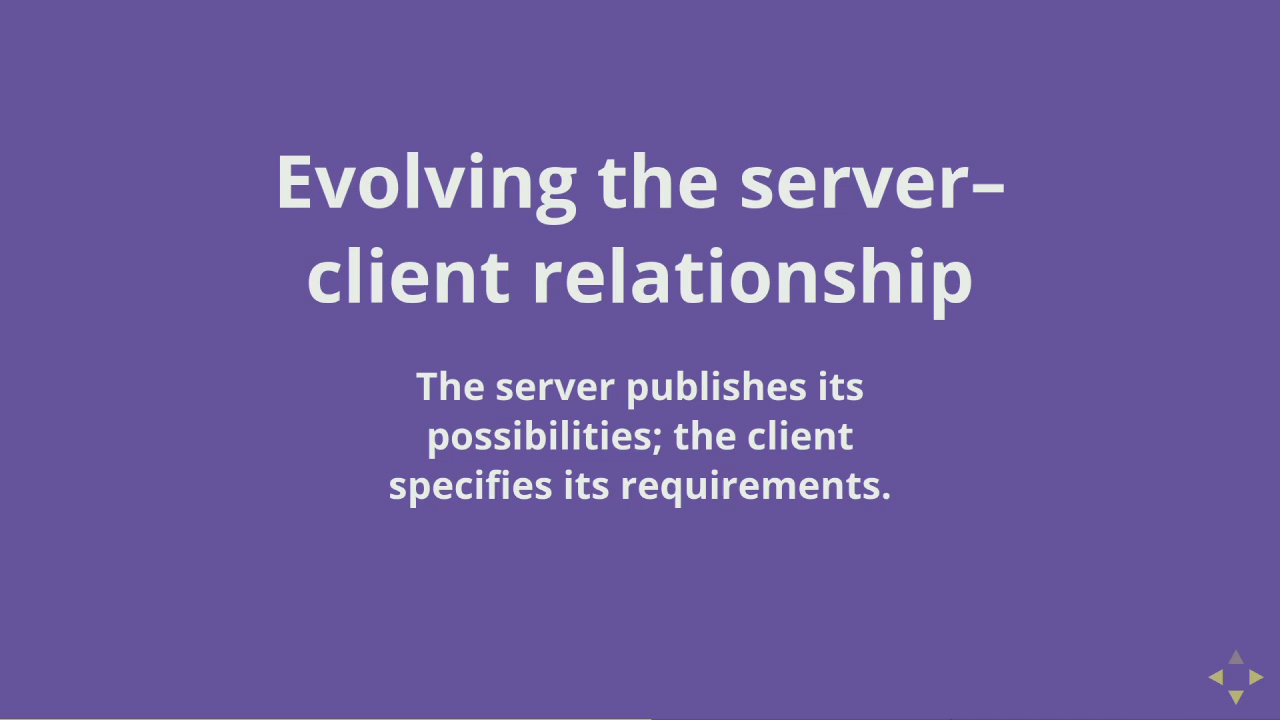 Evolving the server–
client relationship
The server publishes its
possibilities; the client
specifies its requirements.